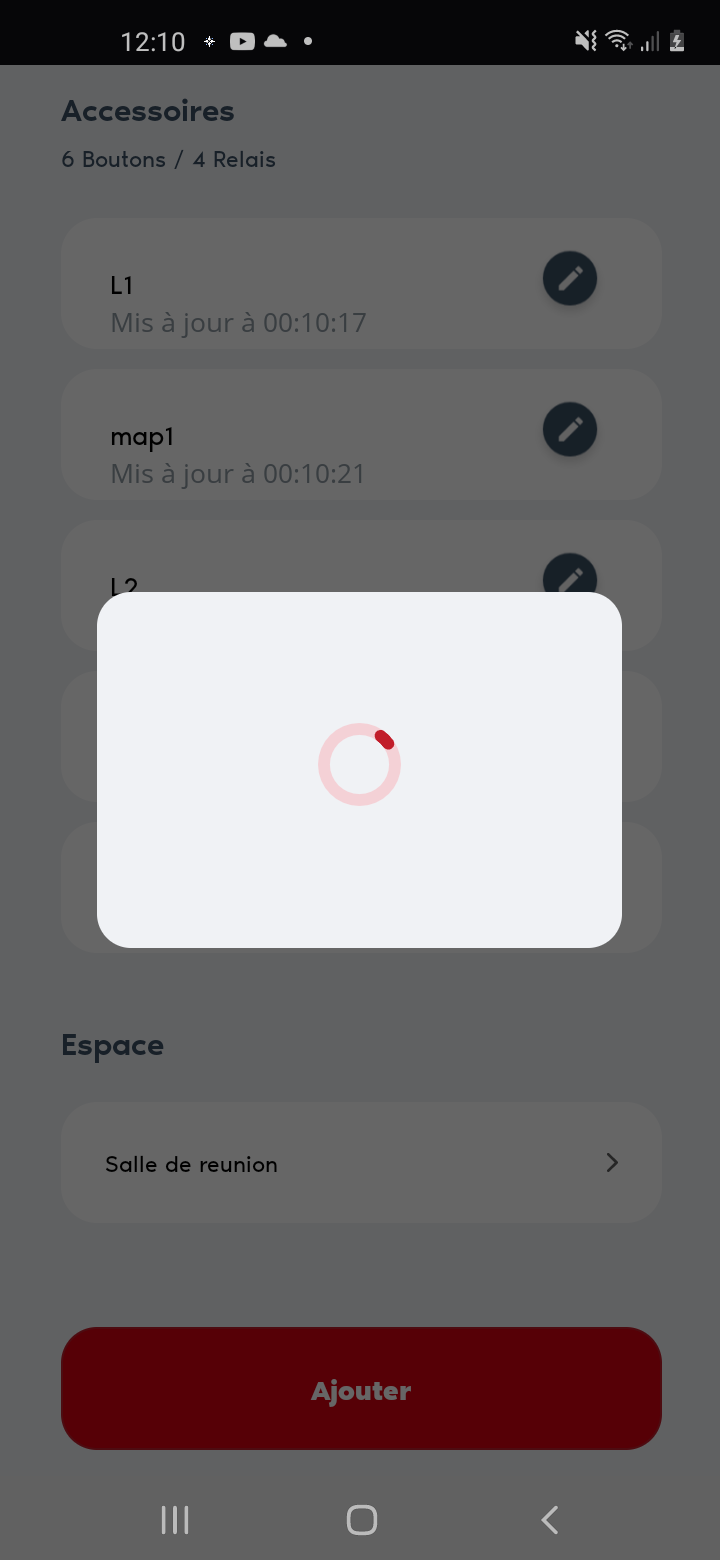 12:10
Accessoires
6 Boutons / 4 Relais
L1
Mis à jour à 00:10:17
map1
Mis à jour à 00:10:21
L2
Espace
Salle de reunion
Ajouter